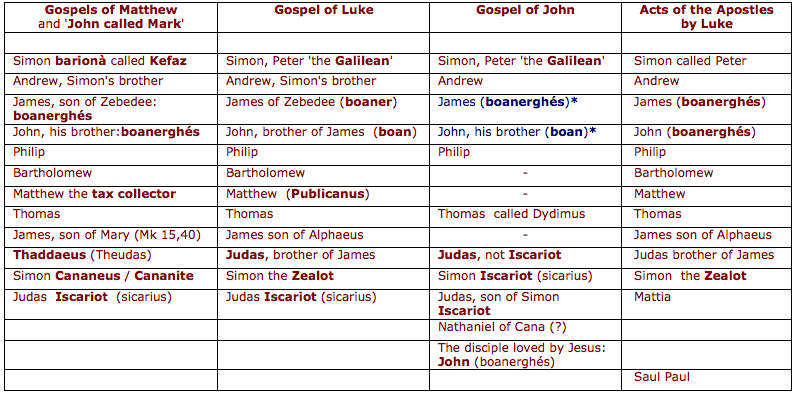 Gospels of Matthew Gospel of Luke Gospel of John Acts of the Apostles
and 'John called Mark' by Luke
Simon barionà called Kefaz Simon, Peter 'the Galilean' Simon, Peter 'the Galilean' Simon called Peter
Andrew, Simon's brother Andrew, Simon's brother Andrew Andrew
James, son of Zebedee: James of Zebedee (boaner) James (boanerghés)* James (boanerghés)
boanerghés
John, his brother:boanerghés John, brother of James (boan) John, his brother (boan)* John (boanerghés)
Philip Philip Philip Philip
Bartholomew Bartholomew - Bartholomew
Matthew the tax collector Matthew (Publicanus) - Matthew
Thomas Thomas Thomas called Dydimus Thomas
James, son of Mary (Mk 15,40) James son of Alphaeus - James son of Alphaeus
Thaddaeus (Theudas) Judas, brother of James Judas, not Iscariot Judas brother of James
Simon Cananeus / Cananite Simon the Zealot Simon Iscariot (sicarius) Simon the Zealot
Judas Iscariot (sicarius) Judas Iscariot (sicarius) Judas, son of Simon Mattia
Iscariot
Nathaniel of Cana (?)
The disciple loved by Jesus:
John (boanerghés)
Saul Paul